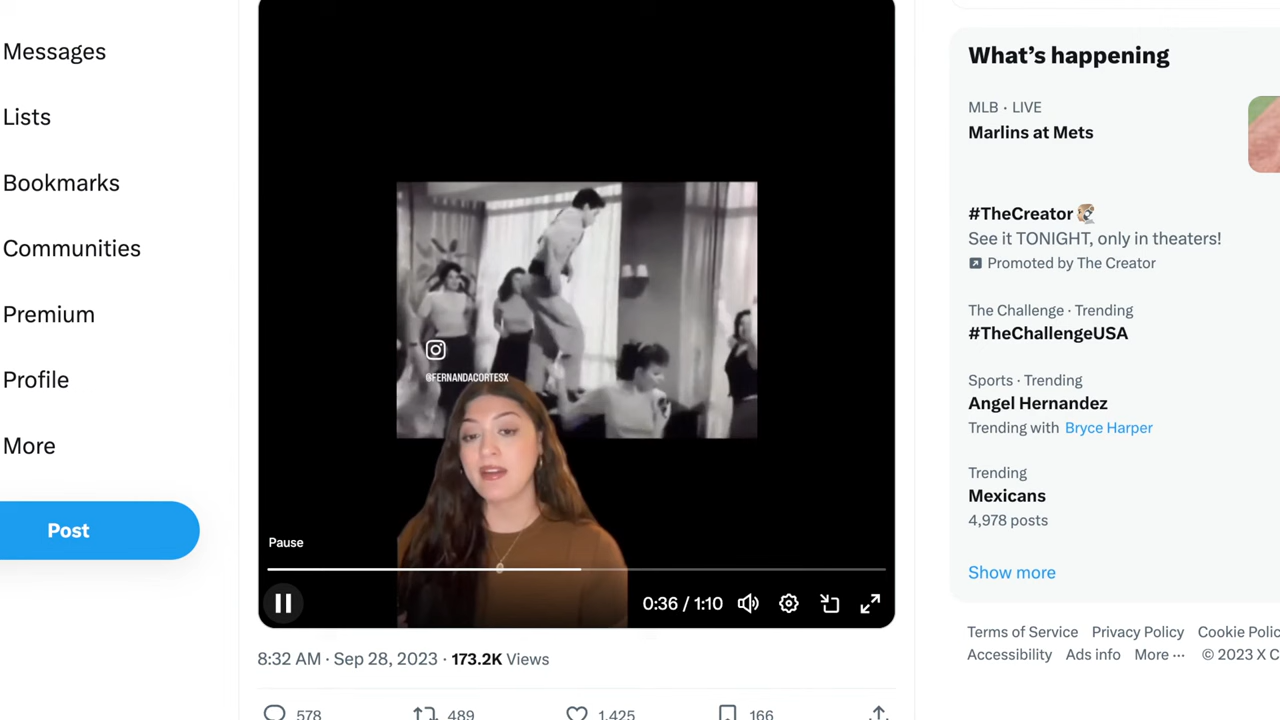 Messages
Lists
Bookmarks
Communities
Premium
Profile
More
Post
@FERNANDACORTESX
Pause
0:36 / 1:10
8:32 AM · Sep 28, 2023 · 173.2K Views
578
489
1,425
166
What's happening
MLB · LIVE
Marlins at Mets
#TheCreator
See it TONIGHT, only in theaters!
Promoted by The Creator
The Challenge · Trending
#TheChallengeUSA
Sports · Trending
Angel Hernandez
Trending with Bryce Harper
Trending
Mexicans
4,978 posts
Show more
Terms of Service Privacy Policy Cookie Polic
Accessibility Ads info More ··· © 2023 X C